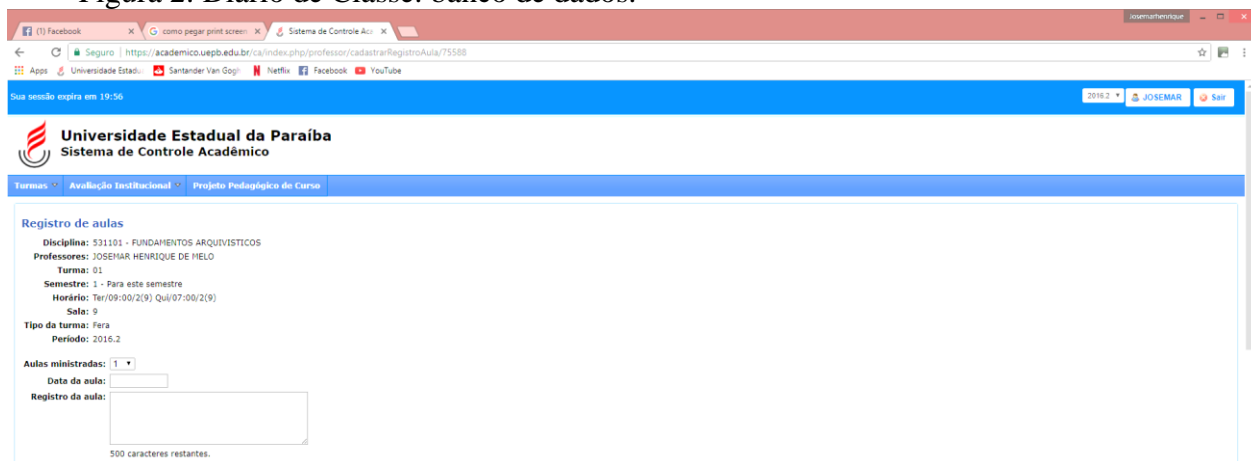 Figura 2: Diário de Classe: banco de dados.
josemarhenrique
(1) Facebook
como pegar print screen
Sistema de Controle Aca
Seguro | https://academico.uepb.edu.br/ca/index.php/professor/cadastrarRegistroAula/75588
Apps Universidade Estadu Santander Van Gogh Netflix Facebook YouTube
Sua sessão expira em 19:56 2016.2 JOSEMAR Sair
Universidade Estadual da Paraíba
Sistema de Controle Acadêmico
Turmas Avaliação Institucional Projeto Pedagógico de Curso
Registro de aulas
Disciplina: 531101 - FUNDAMENTOS ARQUIVISTICOS
Professores: JOSEMAR HENRIQUE DE MELO
Turma: 01
Semestre: 1 - Para este semestre
Horário: Ter/09:00/2(9) Qui/07:00/2(9)
Sala: 9
Tipo da turma: Fera
Período: 2016.2
Aulas ministradas: 1
Data da aula:
Registro da aula:
500 caracteres restantes.